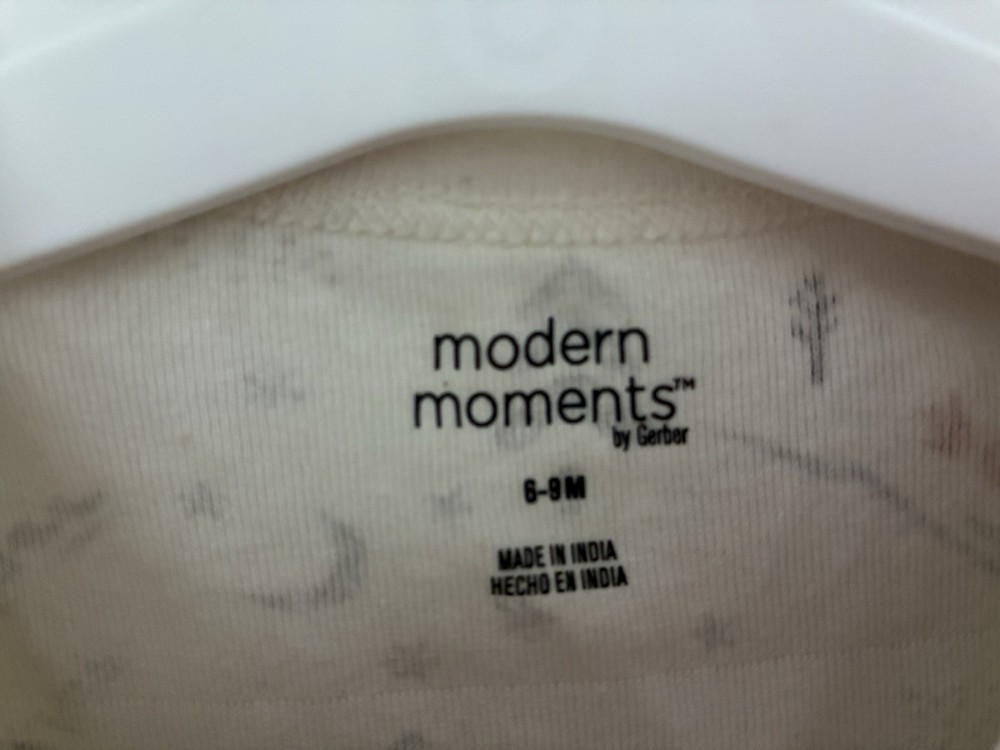 modern
moments™
by Gerber
6-9M
MADE IN INDIA
HECHO EN INDIA